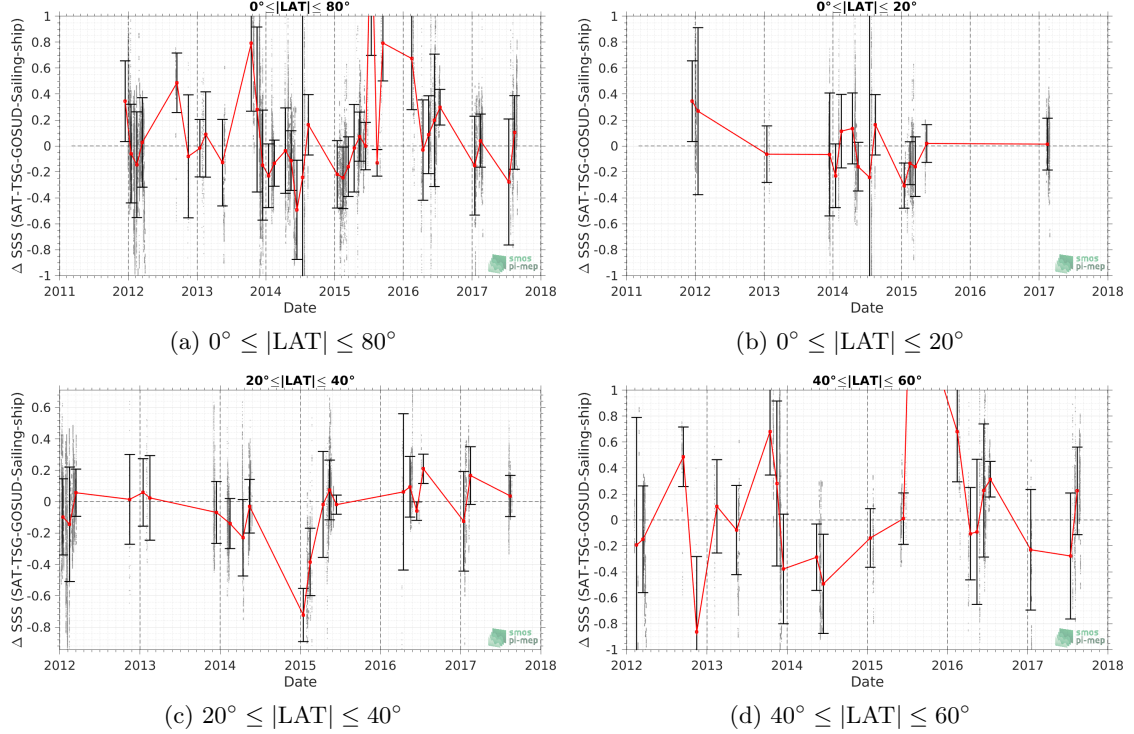 0°≤|LAT|≤ 80°
1
0.8
0.6
0.4
0.2
0
-0.2
-0.4
-0.6
-0.8
-1
Δ SSS (SAT-TSG-GOSUD-Sailing-ship)
2011 2012 2013 2014 2015 2016 2017 2018
Date
smos
pi-mep
(a) 0° ≤ |LAT| ≤ 80°
0°≤|LAT|≤ 20°
1
0.8
0.6
0.4
0.2
0
-0.2
-0.4
-0.6
-0.8
-1
Δ SSS (SAT-TSG-GOSUD-Sailing-ship)
2011 2012 2013 2014 2015 2016 2017 2018
Date
smos
pi-mep
(b) 0° ≤ |LAT| ≤ 20°
20°≤|LAT|≤ 40°
0.6
0.4
0.2
0
-0.2
-0.4
-0.6
-0.8
Δ SSS (SAT-TSG-GOSUD-Sailing-ship)
2012 2013 2014 2015 2016 2017 2018
Date
smos
pi-mep
(c) 20° ≤ |LAT| ≤ 40°
40°≤|LAT|≤ 60°
1
0.8
0.6
0.4
0.2
0
-0.2
-0.4
-0.6
-0.8
-1
Δ SSS (SAT-TSG-GOSUD-Sailing-ship)
2012 2013 2014 2015 2016 2017 2018
Date
smos
pi-mep
(d) 40° ≤ |LAT| ≤ 60°